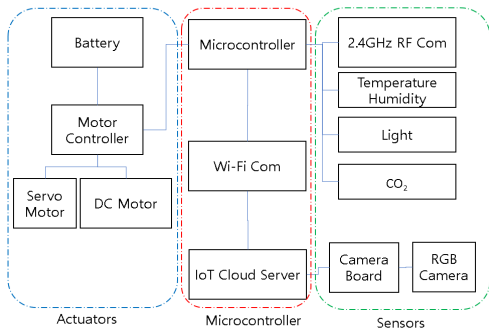 Battery
Motor
Controller
Servo
Motor
DC Motor
Actuators
Microcontroller
Wi-Fi Com
IoT Cloud Server
Microcontroller
2.4GHz RF Com
Temperature
Humidity
Light
CO₂
Camera
Board
RGB
Camera
Sensors